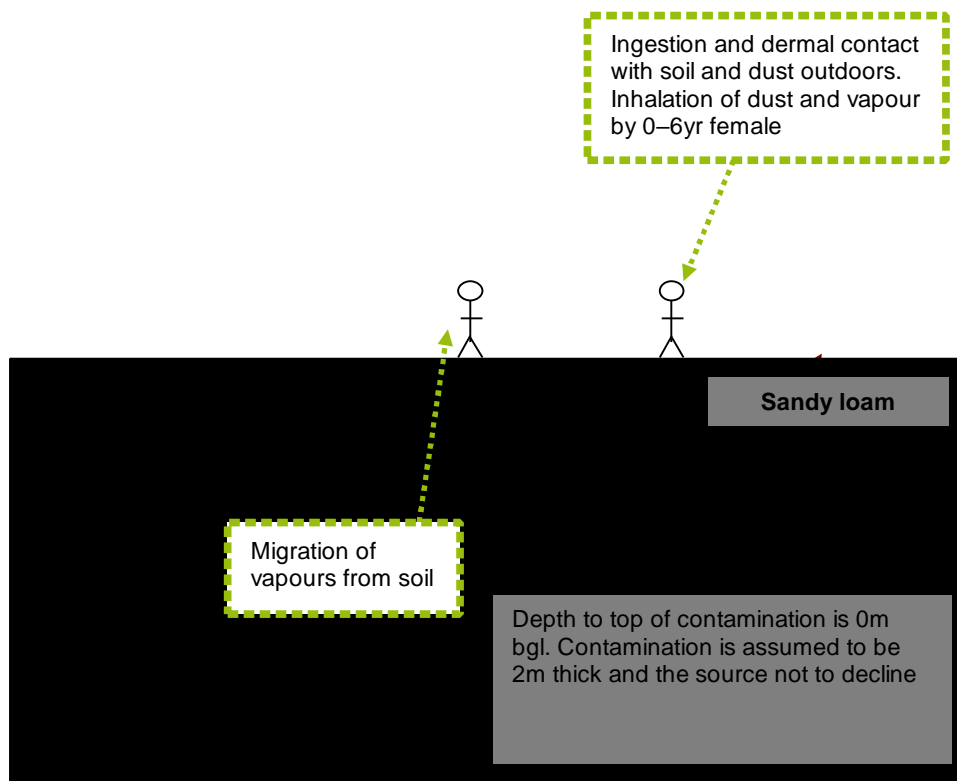 Ingestion and dermal contact
with soil and dust outdoors.
Inhalation of dust and vapour
by 0–6yr female
Sandy loam
Migration of
vapours from soil
Depth to top of contamination is 0m
bgl. Contamination is assumed to be
2m thick and the source not to decline